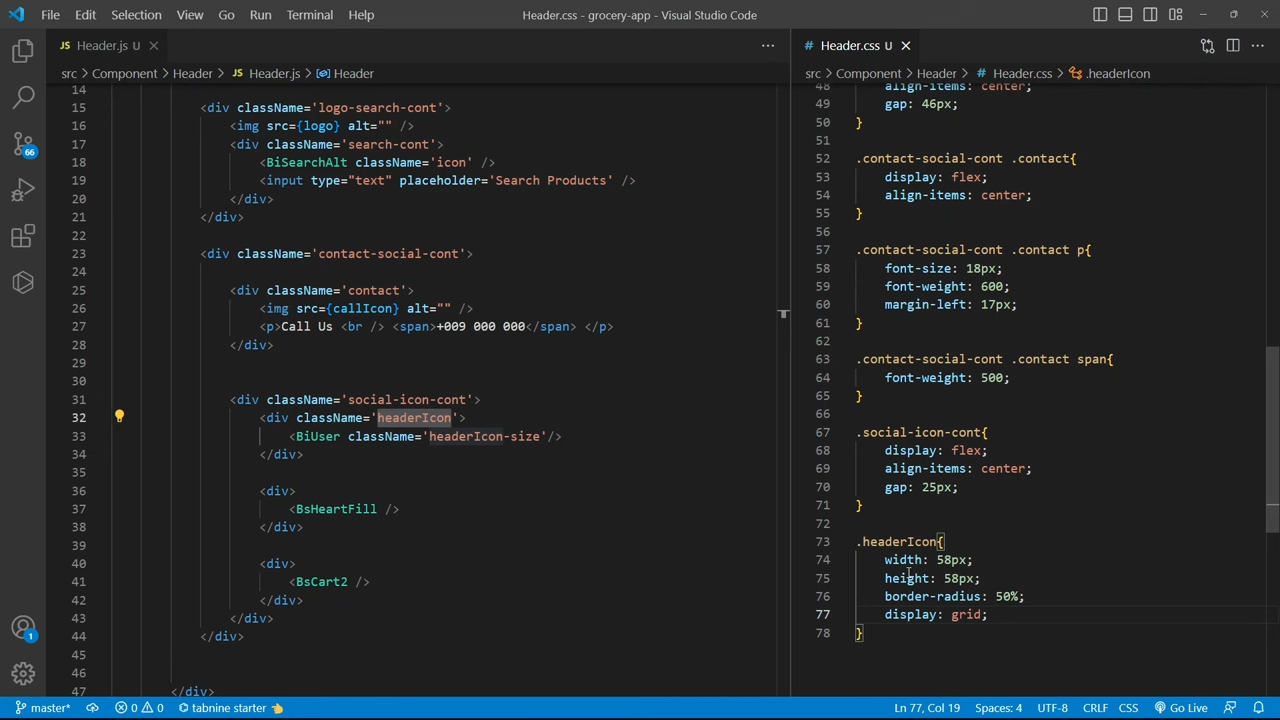 File Edit Selection View Go Run Terminal Help
Header.css - grocery-app - Visual Studio Code
JS Header.js U
# Header.css U
src > Component > Header > JS Header.js > Header
src > Component > Header > # Header.css > .headerIcon
14
15 <div className='logo-search-cont'>
16 <img src={logo} alt="" />
17 <div className='search-cont'>
18 <BiSearchAlt className='icon' />
19 <input type="text" placeholder='Search Products' />
20 </div>
21 </div>
22
23 <div className='contact-social-cont'>
24
25 <div className='contact'>
26 <img src={callIcon} alt="" />
27 <p>Call Us <br /> <span>+009 000 000</span> </p>
28 </div>
29
30
31 <div className='social-icon-cont'>
32 <div className='headerIcon'>
33 <BiUser className='headerIcon-size'/>
34 </div>
35
36 <div>
37 <BsHeartFill />
38 </div>
39
40 <div>
41 <BsCart2 />
42 </div>
43 </div>
44 </div>
45
46
47 </div>
48 align-items: center;
49 gap: 46px;
50 }
51
52 .contact-social-cont .contact{
53 display: flex;
54 align-items: center;
55 }
56
57 .contact-social-cont .contact p{
58 font-size: 18px;
59 font-weight: 600;
60 margin-left: 17px;
61 }
62
63 .contact-social-cont .contact span{
64 font-weight: 500;
65 }
66
67 .social-icon-cont{
68 display: flex;
69 align-items: center;
70 gap: 25px;
71 }
72
73 .headerIcon{
74 width: 58px;
75 height: 58px;
76 border-radius: 50%;
77 display: grid;
78 }
66
1
master* 0 0 tabnine starter 👈 Ln 77, Col 19 Spaces: 4 UTF-8 CRLF CSS Go Live